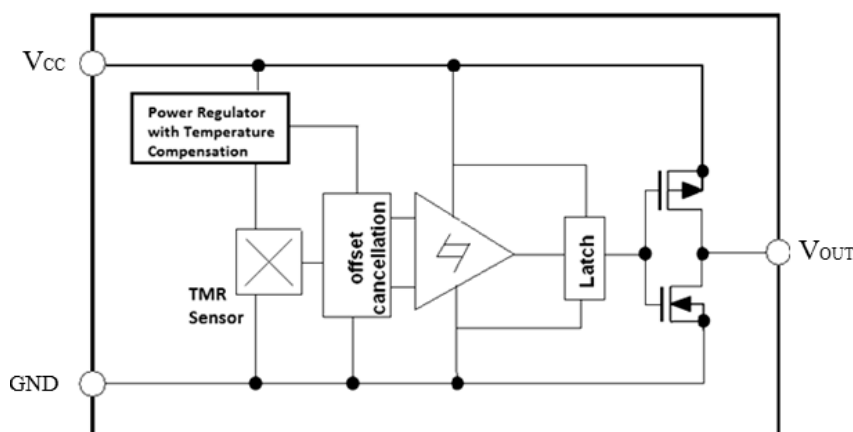 VCC
Power Regulator
with Temperature
Compensation
offset
cancellation
Latch
VOUT
TMR
Sensor
GND